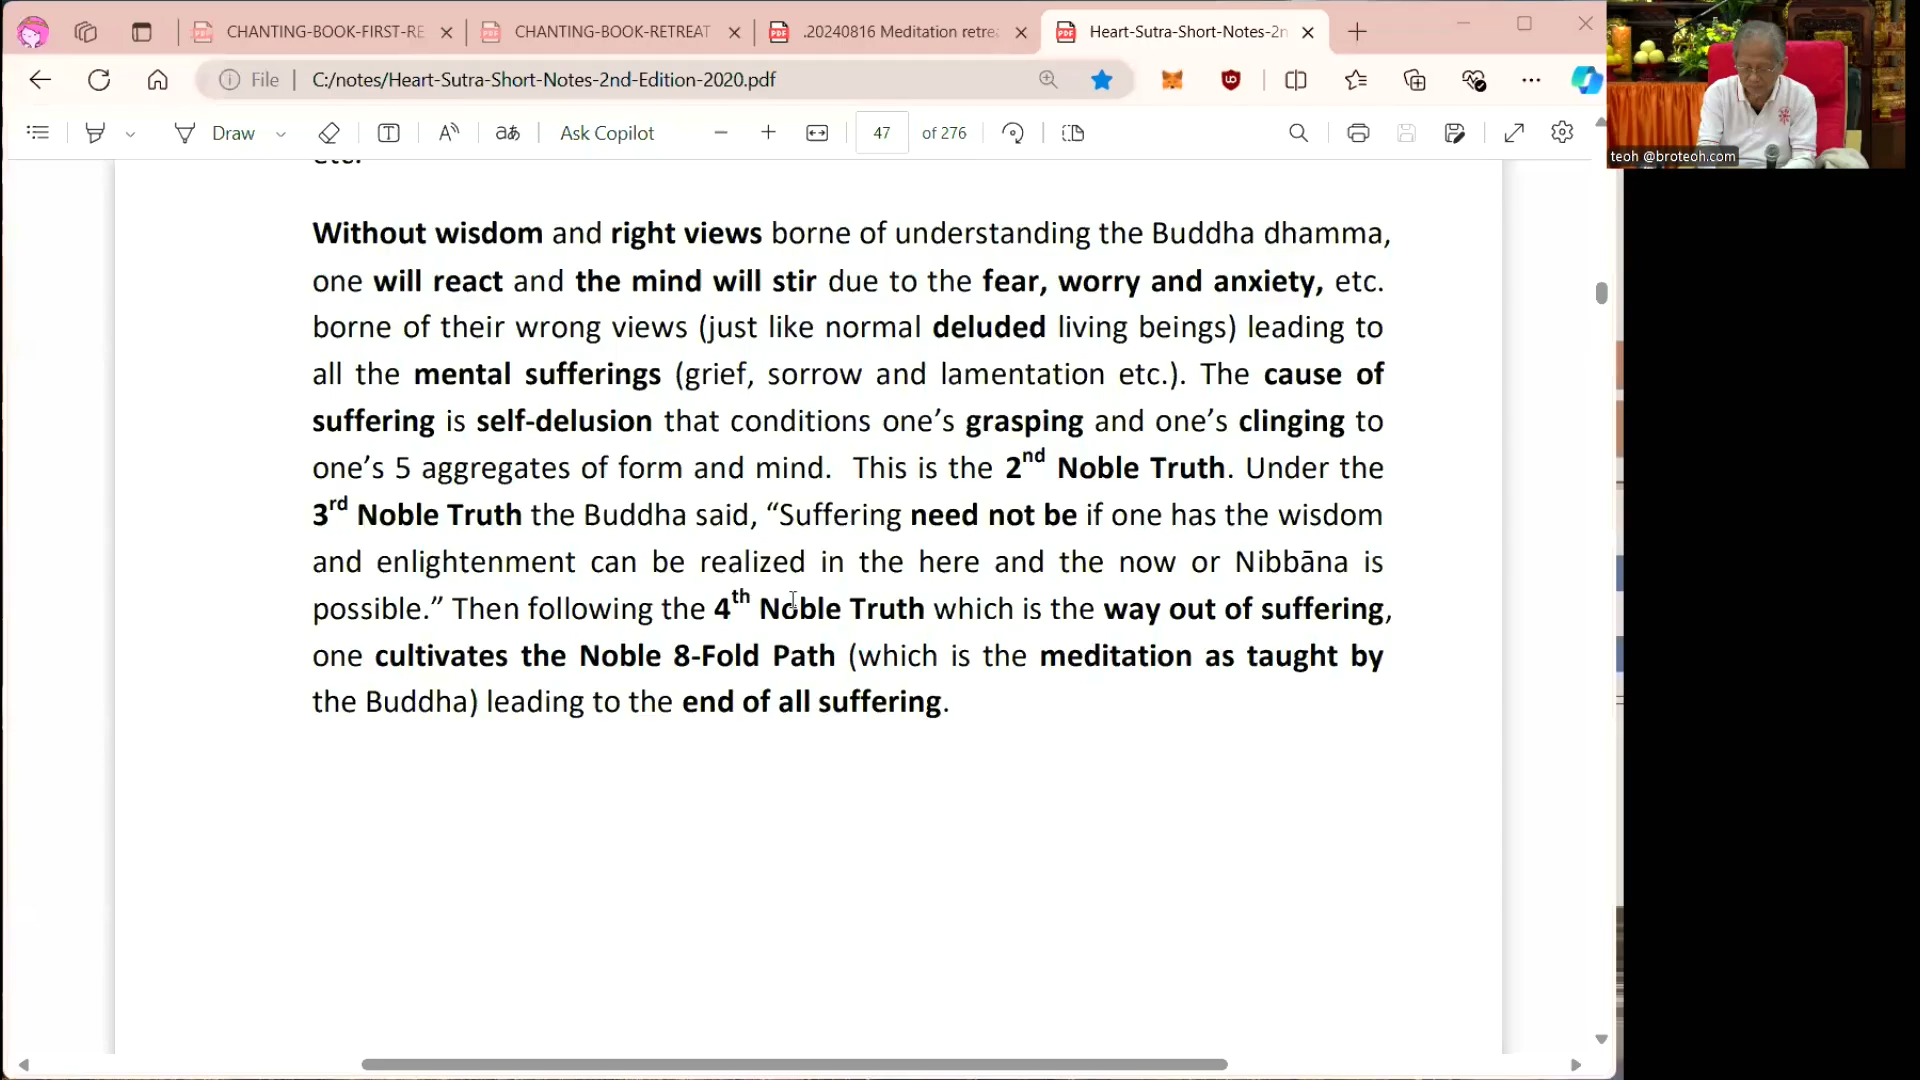 CHANTING-BOOK-FIRST-RE
CHANTING-BOOK-RETREAT
.20240816 Meditation retre
Heart-Sutra-Short-Notes-2n
File
C:/notes/Heart-Sutra-Short-Notes-2nd-Edition-2020.pdf
Draw
aあ
Ask Copilot
47
of 276
teoh @broteoh.com
etc.
Without wisdom and right views borne of understanding the Buddha dhamma,
one will react and the mind will stir due to the fear, worry and anxiety, etc.
borne of their wrong views (just like normal deluded living beings) leading to
all the mental sufferings (grief, sorrow and lamentation etc.). The cause of
suffering is self-delusion that conditions one’s grasping and one’s clinging to
one’s 5 aggregates of form and mind. This is the 2nd Noble Truth. Under the
3rd Noble Truth the Buddha said, “Suffering need not be if one has the wisdom
and enlightenment can be realized in the here and the now or Nibbāna is
possible.” Then following the 4th Noble Truth which is the way out of suffering,
one cultivates the Noble 8-Fold Path (which is the meditation as taught by
the Buddha) leading to the end of all suffering.